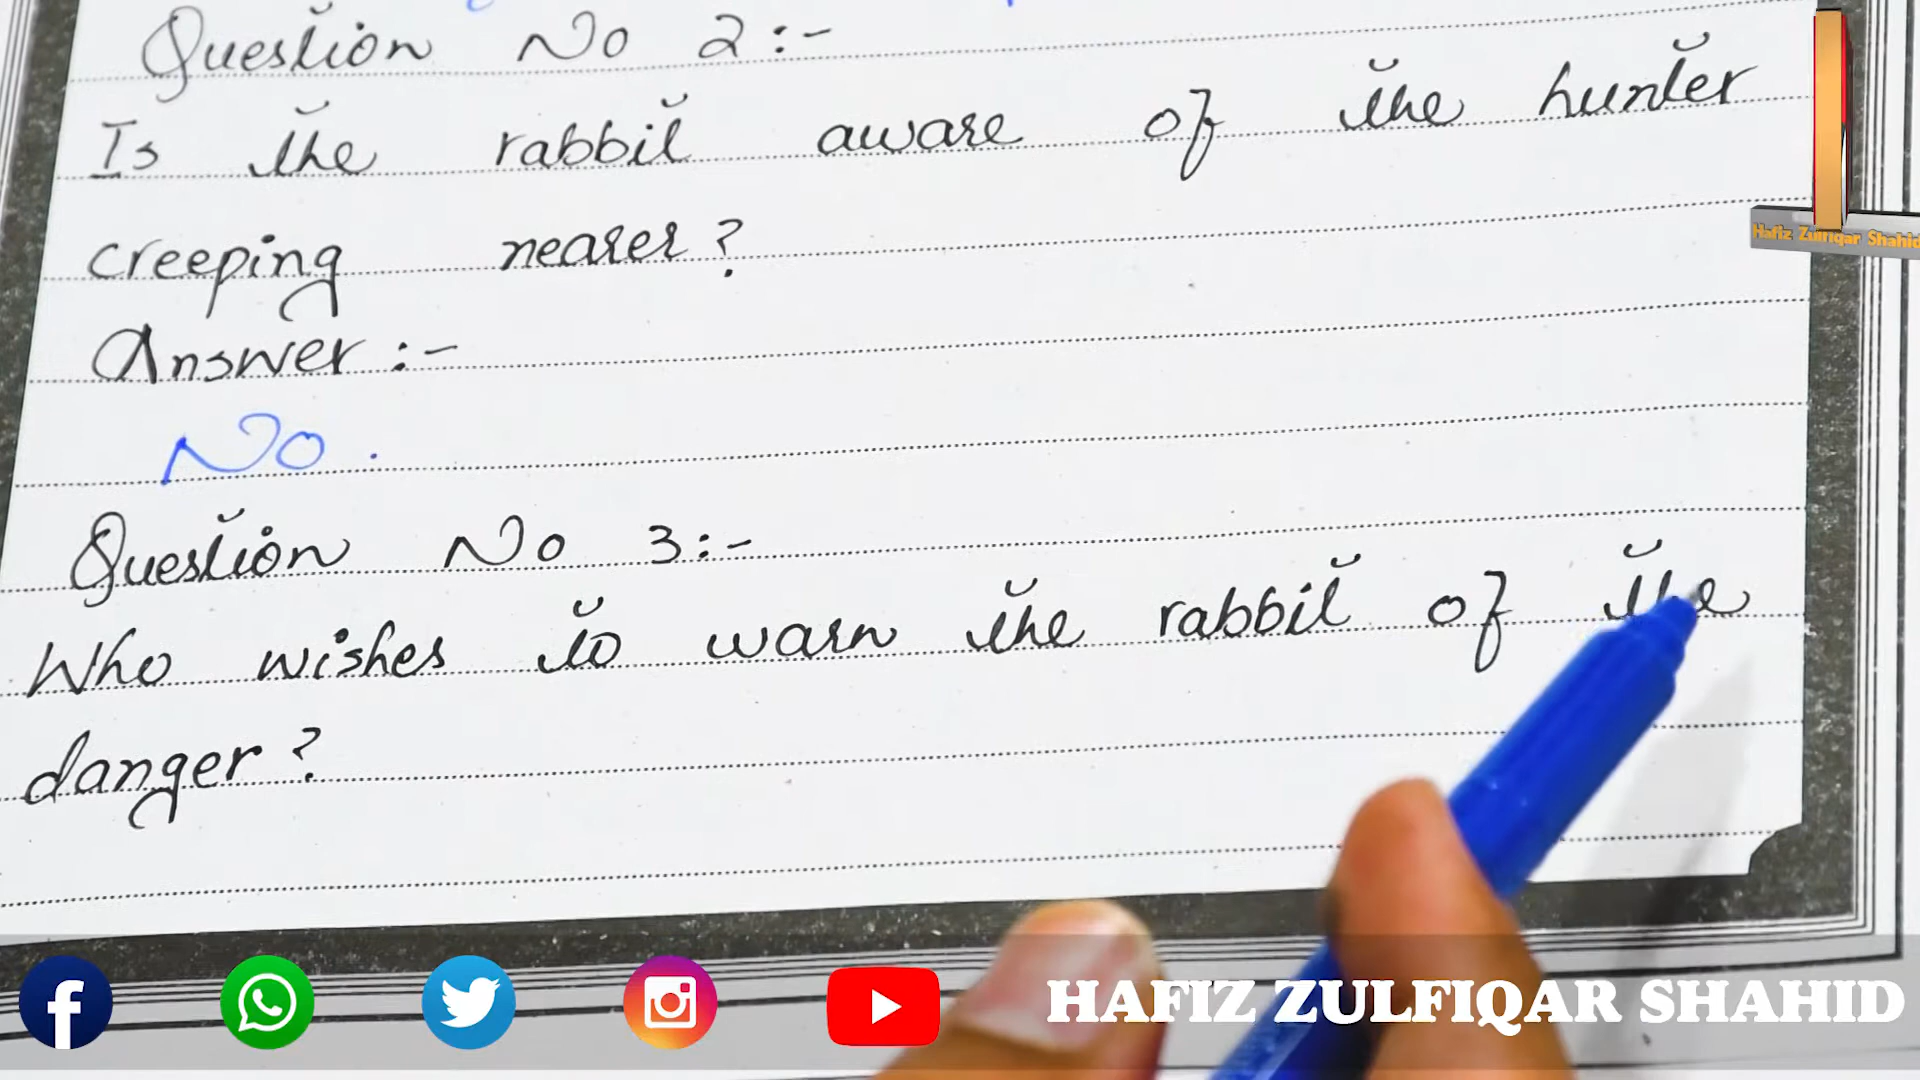 Question No 2:-
Is the rabbit aware of the hunter
creeping nearer?
Answer:-
No.
Question No 3:-
Who wishes to warn the rabbit of the
danger?
Hafiz Zulfiqar Shahid
HAFIZ ZULFIQAR SHAHID